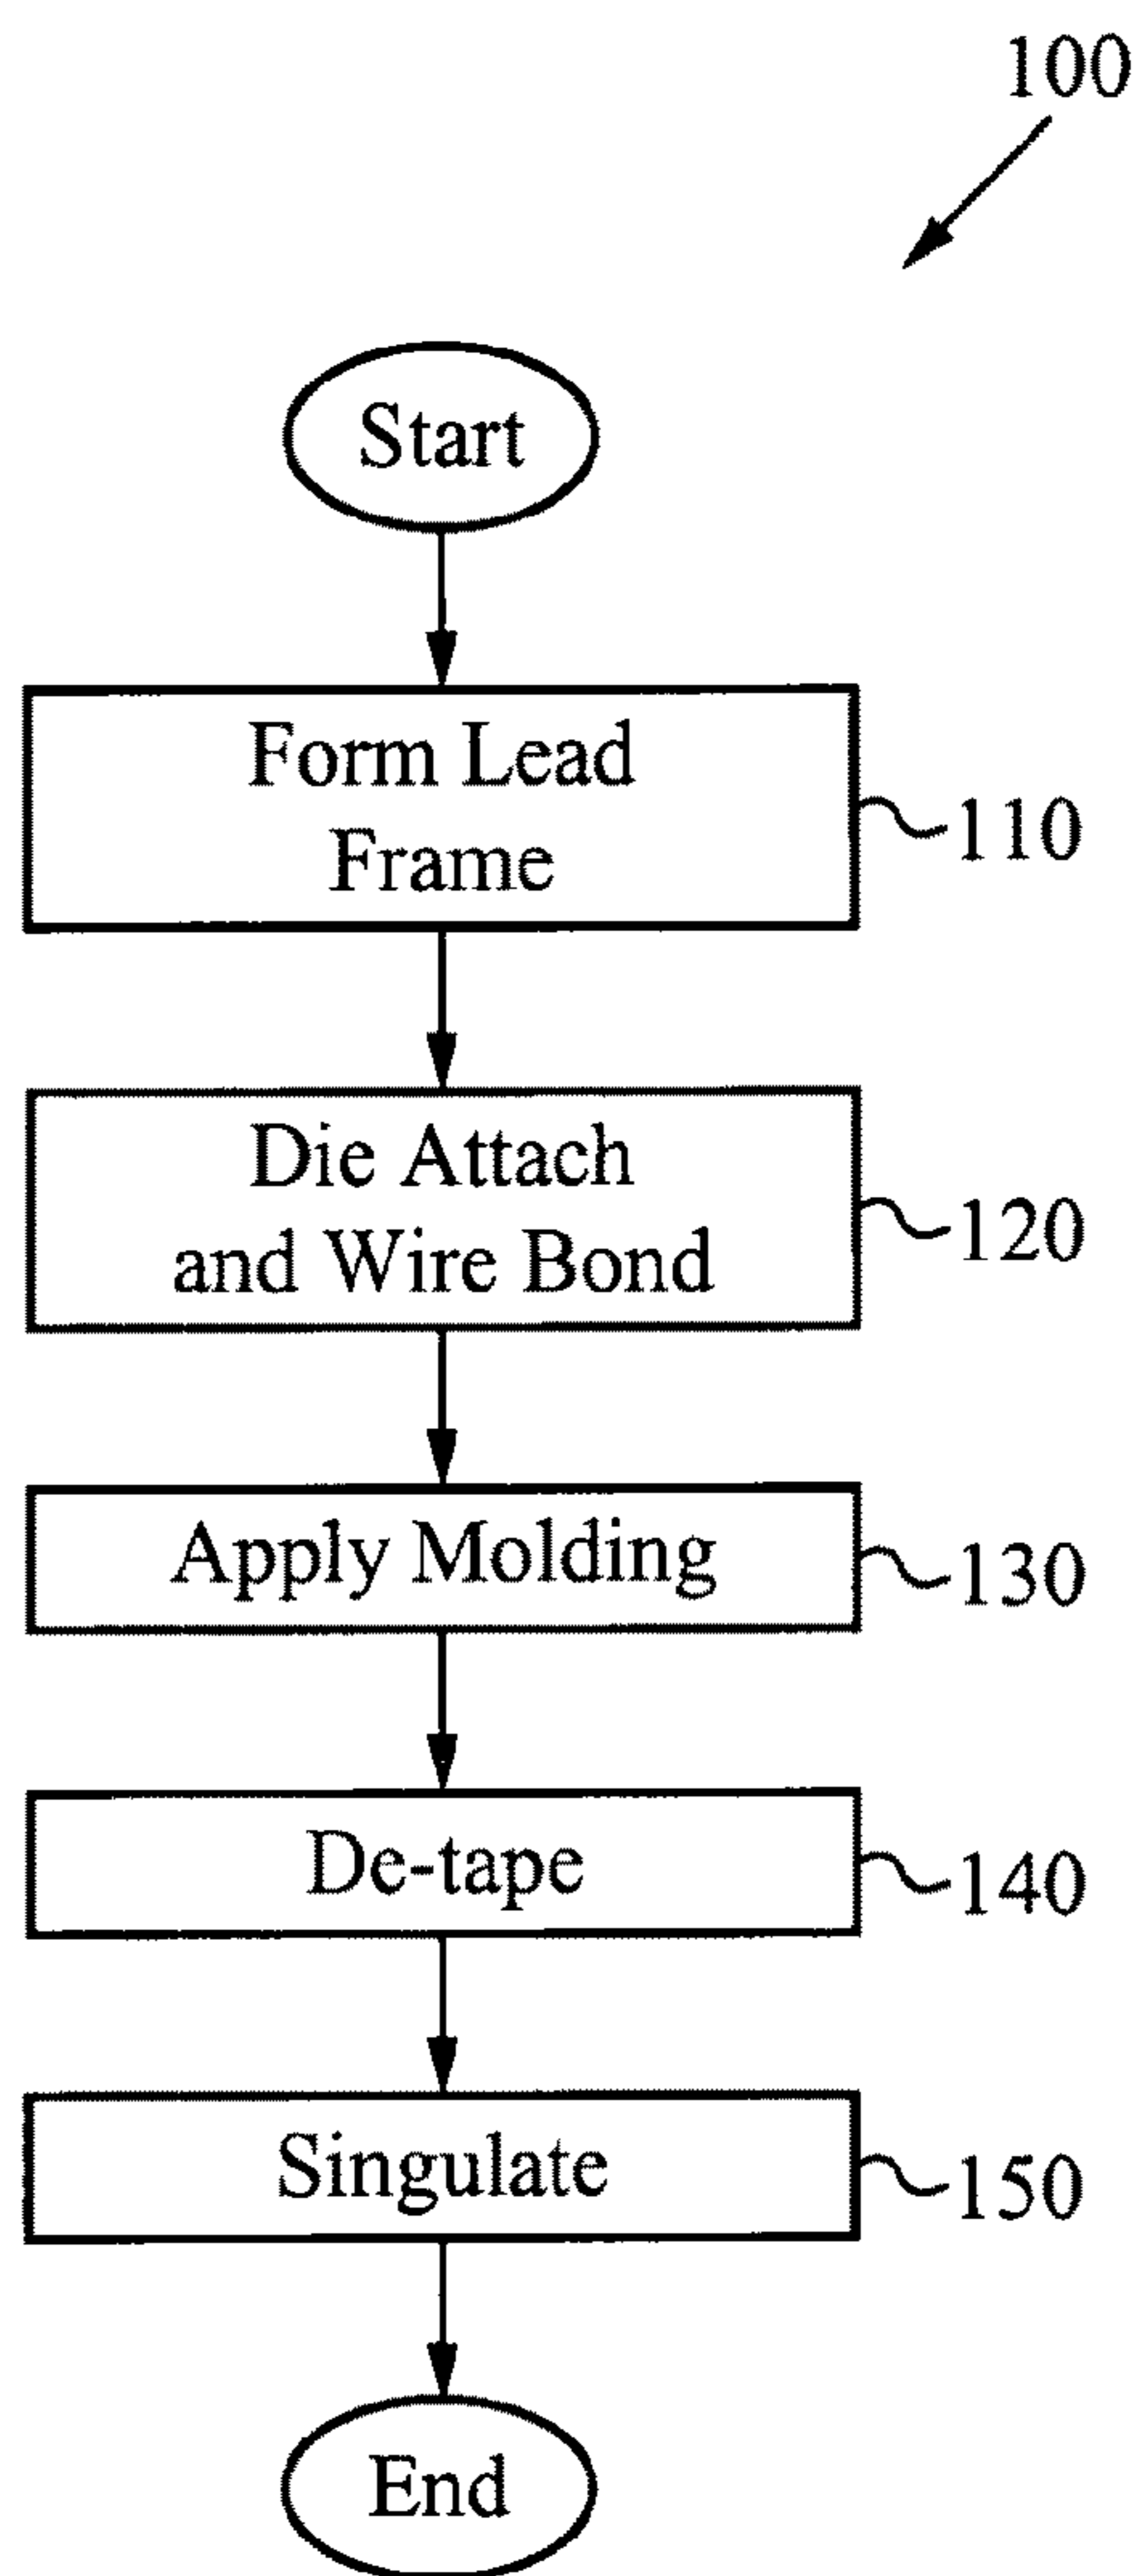 100
Start
Form Lead
Frame
110
Die Attach
and Wire Bond
120
Apply Molding
130
De-tape
140
Singulate
150
End